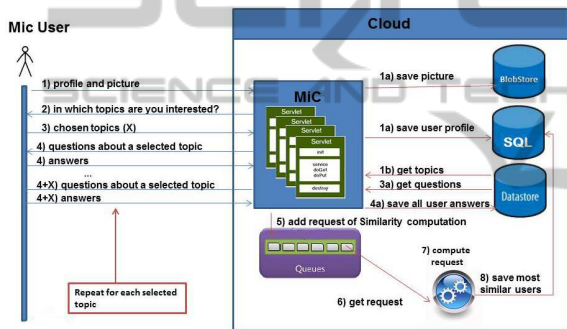 SCIENCE AND TECH
Mic User
Cloud
1) profile and picture
2) in which topics are you interested?
3) chosen topics (X)
4) questions about a selected topic
4) answers
...
4+X) questions about a selected topic
4+X) answers
Repeat for each selected topic
MiC
Servlet
Servlet
Servlet
Servlet
init
service
doGet
doPut
destroy
1a) save picture
BlobStore
1a) save user profile
SQL
1b) get topics
3a) get questions
4a) save all user answers
Datastore
5) add request of Similarity computation
Queues
6) get request
7) compute
request
8) save most
similar users